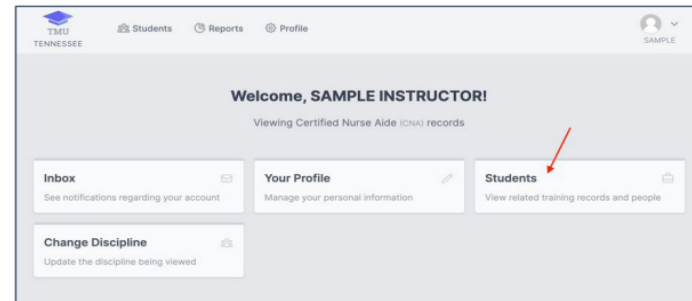 TMU
TENNESSEE
Students
Reports
Profile
SAMPLE
Welcome, SAMPLE INSTRUCTOR!
Viewing Certified Nurse Aide (CNA) records
Inbox
See notifications regarding your account
Your Profile
Manage your personal information
Students
View related training records and people
Change Discipline
Update the discipline being viewed